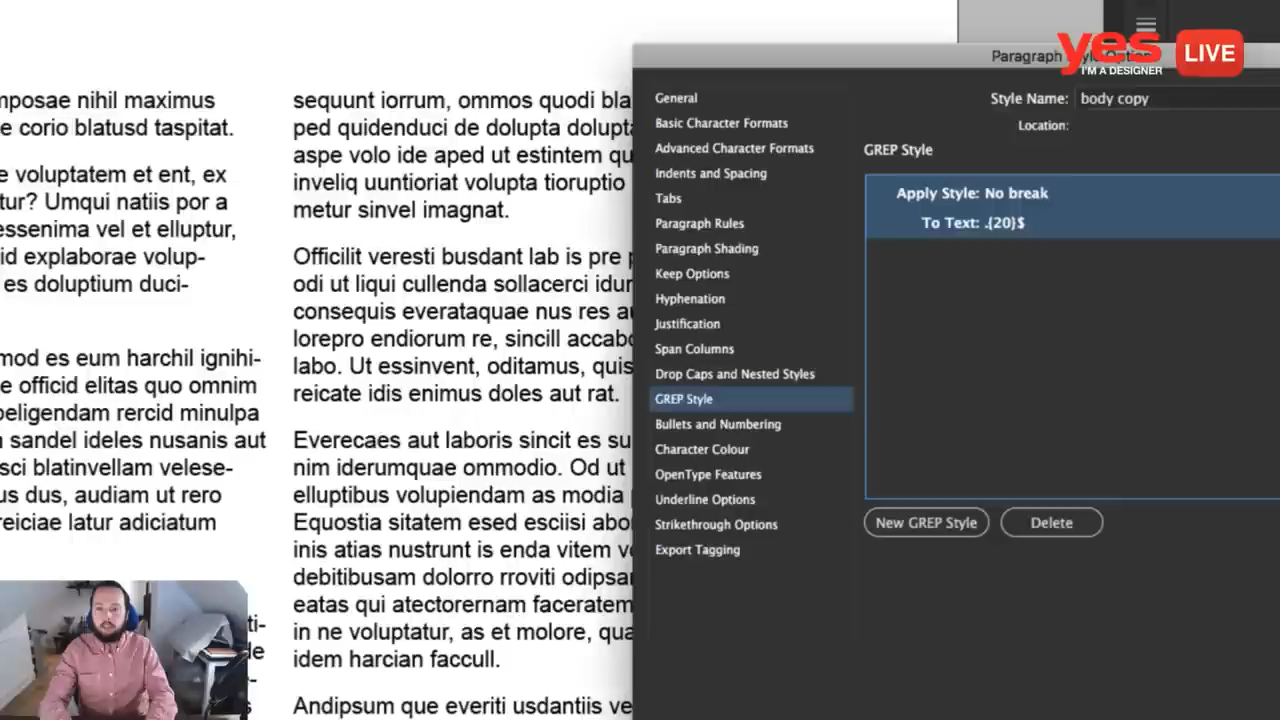 yes
I'M A DESIGNER
LIVE
mposae nihil maximus
e corio blatusd taspitat.
e voluptatem et ent, ex
tur? Umqui natiis por a
essenima vel et elluptur,
id explaborae volup-
es doluptium duci-
mod es eum harchil ignihi-
e officid elitas quo omnim
peligendam rercid minulpa
sandel ideles nusanis aut
sci blatinvellam velese-
us dus, audiam ut rero
reiciae latur adiciatum
sequunt iorrum, ommos quodi bla
ped quidenduci de dolupta dolupta
aspe volo ide aped ut estintem qu
inveliq uuntioriat volupta tioruptio
metur sinvel imagnat.
Officilit veresti busdant lab is pre
odi ut liqui cullenda sollacerci idur
consequis everataquae nus res au
lorepro endiorum re, sincill accabo
labo. Ut essinvent, oditamus, quis
reicate idis enimus doles aut rat.
Everecaes aut laboris sincit es su
nim iderumquae ommodio. Od ut
elluptibus volupiendam as modia
Equostia sitatem esed esciisi abor
inis atias nustrunt is enda vitem ve
debitibusam dolorro rroviti odipsa
eatas qui atectorernam faceratem
in ne voluptatur, as et molore, qua
idem harcian faccull.
Andipsum que everiti usdantiis ve
Paragraph Style Options
General
Basic Character Formats
Advanced Character Formats
Indents and Spacing
Tabs
Paragraph Rules
Paragraph Shading
Keep Options
Hyphenation
Justification
Span Columns
Drop Caps and Nested Styles
GREP Style
Bullets and Numbering
Character Colour
OpenType Features
Underline Options
Strikethrough Options
Export Tagging
Style Name: body copy
Location:
GREP Style
Apply Style: No break
To Text: .{20}$
New GREP Style
Delete